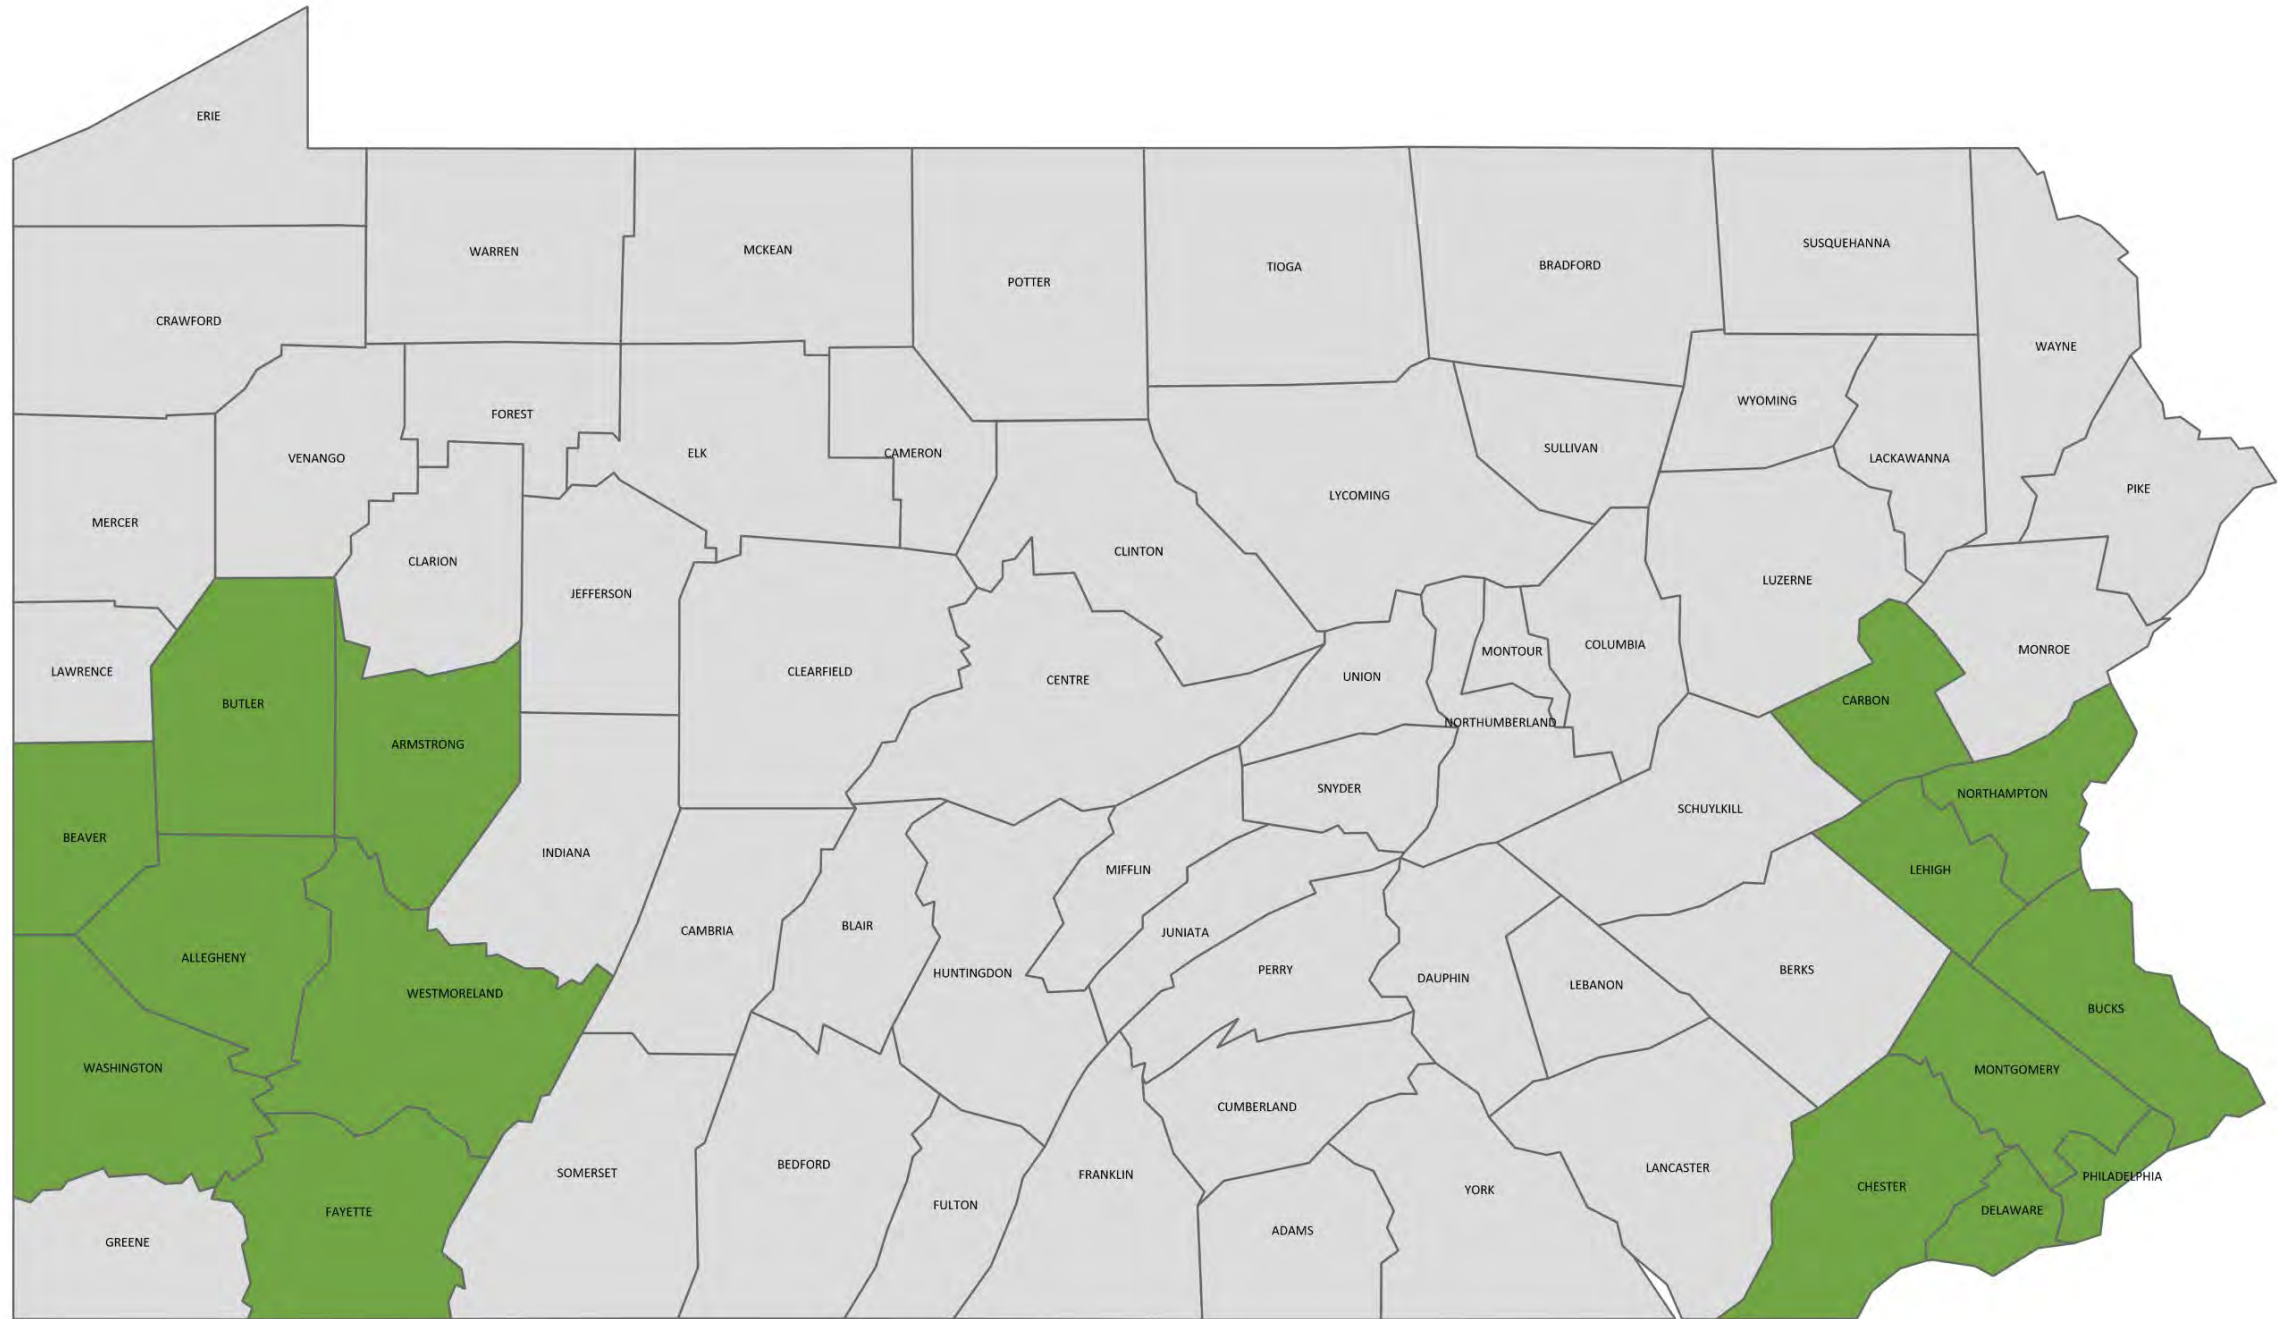 ERIE
WARREN
MCKEAN
POTTER
TIOGA
BRADFORD
SUSQUEHANNA
WAYNE
CRAWFORD
FOREST
WYOMING
VENANGO
ELK
CAMERON
SULLIVAN
LACKAWANNA
PIKE
MERCER
LYCOMING
CLARION
CLINTON
JEFFERSON
LUZERNE
LAWRENCE
CLEARFIELD
CENTRE
UNION
MONTOUR
COLUMBIA
MONROE
BUTLER
CARBON
ARMSTRONG
NORTHUMBERLAND
SNYDER
NORTHAMPTON
BEAVER
INDIANA
SCHUYLKILL
MIFFLIN
LEHIGH
CAMBRIA
BLAIR
JUNIATA
ALLEGHENY
HUNTINGDON
PERRY
DAUPHIN
LEBANON
BERKS
WESTMORELAND
BUCKS
WASHINGTON
CUMBERLAND
MONTGOMERY
SOMERSET
BEDFORD
FRANKLIN
LANCASTER
PHILADELPHIA
FAYETTE
FULTON
YORK
CHESTER
DELAWARE
GREENE
ADAMS